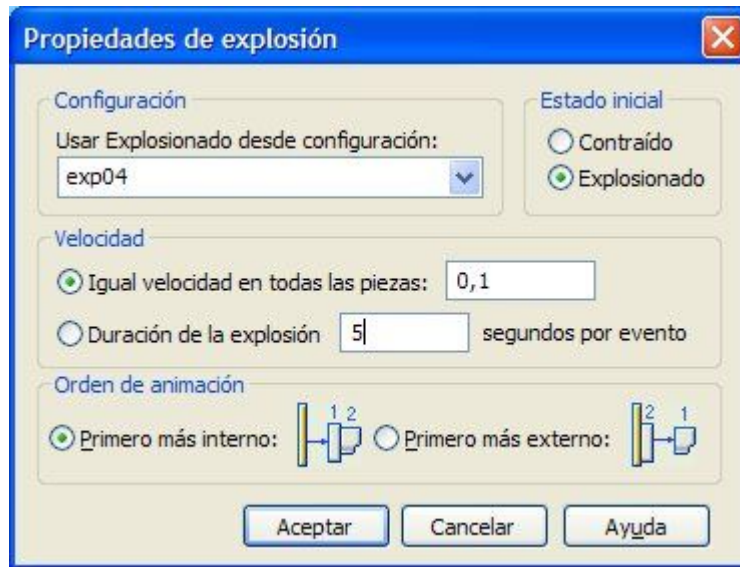 Propiedades de explosión
Configuración
Usar Explosionado desde configuración:
exp04
Estado inicial
Contraído
Explosionado
Velocidad
Igual velocidad en todas las piezas: 0,1
Duración de la explosión 5 segundos por evento
Orden de animación
Primero más interno: 1 2 Primero más externo: 2 1
Aceptar Cancelar Ayuda